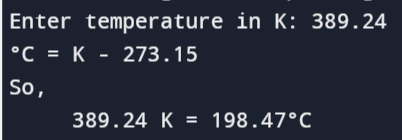 Enter temperature in K: 389.24
°C = K - 273.15
So,
389.24 K = 198.47°C